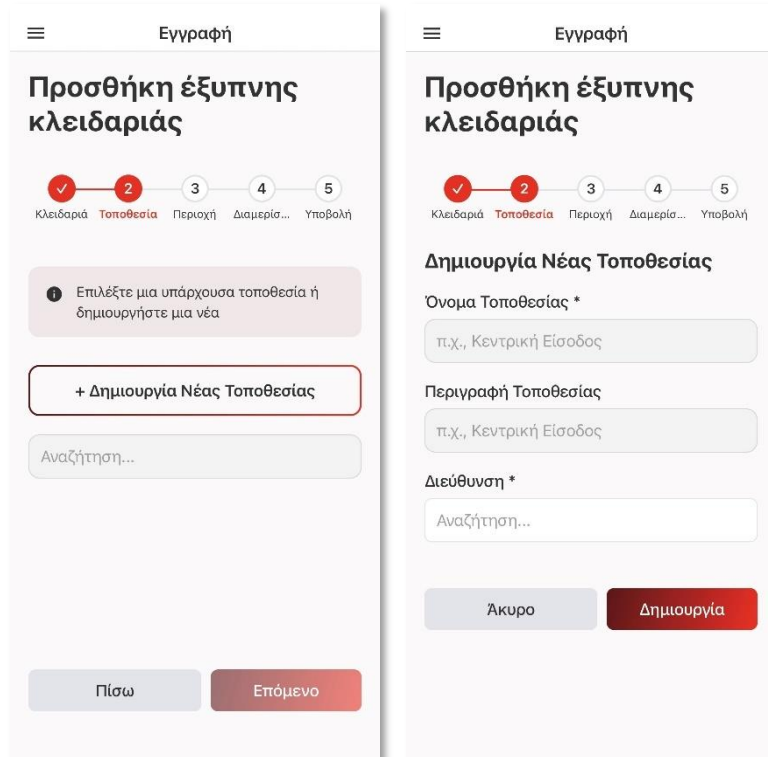 Εγγραφή
Προσθήκη έξυπνης
κλειδαριάς
2 3 4 5
Κλειδαριά Τοποθεσία Περιοχή Διαμερίσ... Υποβολή
Επιλέξτε μια υπάρχουσα τοποθεσία ή
δημιουργήστε μια νέα
+ Δημιουργία Νέας Τοποθεσίας
Αναζήτηση...
Πίσω
Επόμενο
Εγγραφή
Προσθήκη έξυπνης
κλειδαριάς
2 3 4 5
Κλειδαριά Τοποθεσία Περιοχή Διαμερίσ... Υποβολή
Δημιουργία Νέας Τοποθεσίας
Όνομα Τοποθεσίας *
π.χ., Κεντρική Είσοδος
Περιγραφή Τοποθεσίας
π.χ., Κεντρική Είσοδος
Διεύθυνση *
Αναζήτηση...
Άκυρο
Δημιουργία